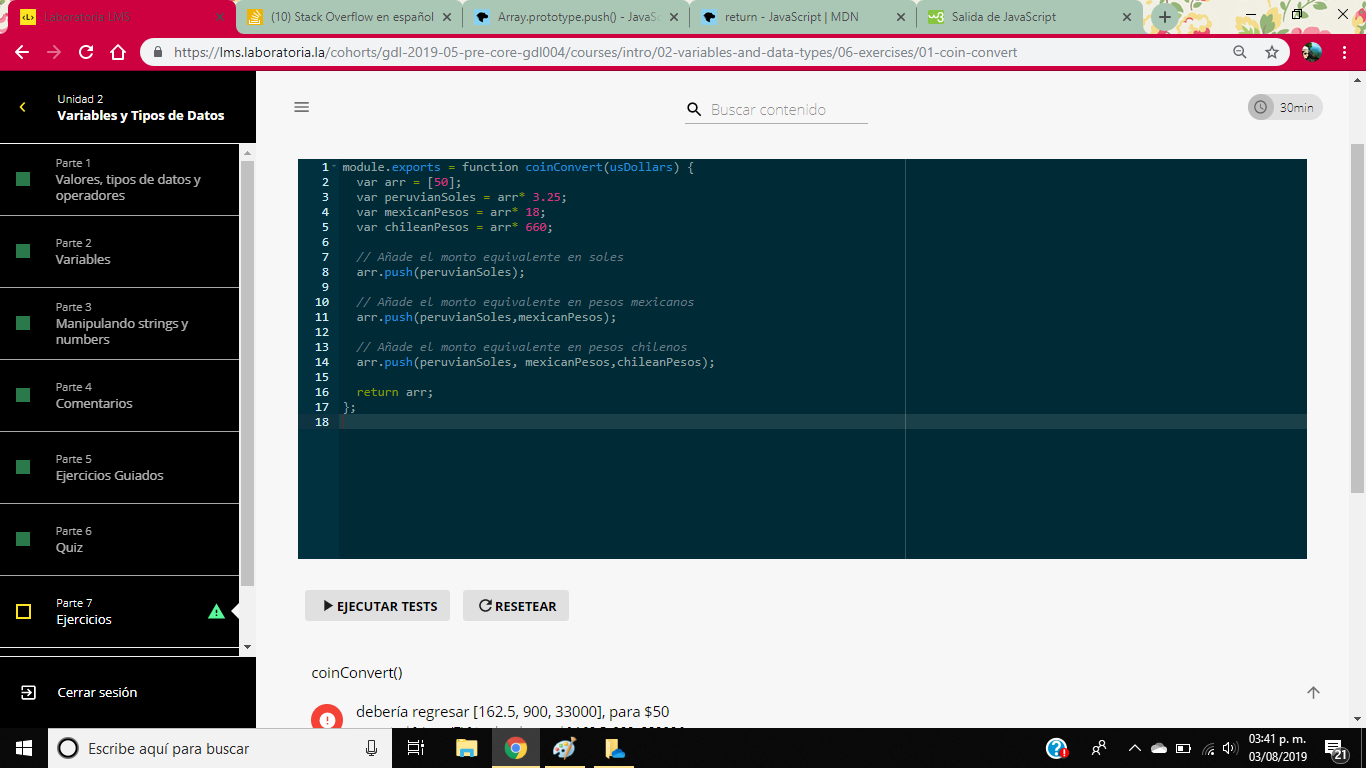 Laboratoria LMS
(10) Stack Overflow en español
Array.prototype.push() - JavaSc
return - JavaScript | MDN
Salida de JavaScript
https://lms.laboratoria.la/cohorts/gdl-2019-05-pre-core-gdl004/courses/intro/02-variables-and-data-types/06-exercises/01-coin-convert
Unidad 2
Variables y Tipos de Datos
Parte 1
Valores, tipos de datos y
operadores
Parte 2
Variables
Parte 3
Manipulando strings y
numbers
Parte 4
Comentarios
Parte 5
Ejercicios Guiados
Parte 6
Quiz
Parte 7
Ejercicios
Cerrar sesión
Buscar contenido
30min
1 module.exports = function coinConvert(usDollars) {
2 var arr = [50];
3 var peruvianSoles = arr* 3.25;
4 var mexicanPesos = arr* 18;
5 var chileanPesos = arr* 660;
6
7 // Añade el monto equivalente en soles
8 arr.push(peruvianSoles);
9
10 // Añade el monto equivalente en pesos mexicanos
11 arr.push(peruvianSoles,mexicanPesos);
12
13 // Añade el monto equivalente en pesos chilenos
14 arr.push(peruvianSoles, mexicanPesos,chileanPesos);
15
16 return arr;
17 };
18
EJECUTAR TESTS
RESETEAR
coinConvert()
debería regresar [162.5, 900, 33000], para $50
Escribe aquí para buscar
03:41 p. m.
03/08/2019
21